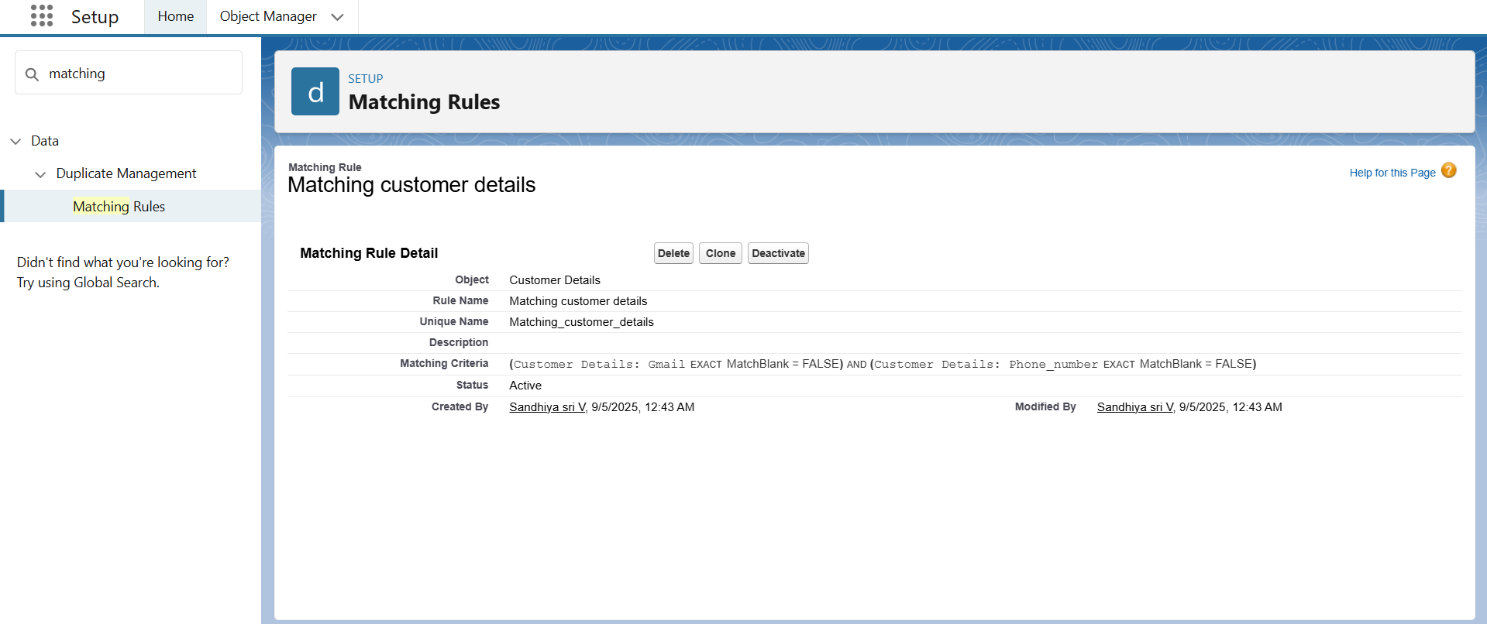 Setup
Home
Object Manager
matching
Data
Duplicate Management
Matching Rules
Didn't find what you're looking for?
Try using Global Search.
d
SETUP
Matching Rules
Matching Rule
Matching customer details
Help for this Page ?
Matching Rule Detail
Delete Clone Deactivate
Object Customer Details
Rule Name Matching customer details
Unique Name Matching_customer_details
Description
Matching Criteria (Customer Details: Gmail EXACT MatchBlank = FALSE) AND (Customer Details: Phone_number EXACT MatchBlank = FALSE)
Status Active
Created By Sandhiya sri V, 9/5/2025, 12:43 AM Modified By Sandhiya sri V, 9/5/2025, 12:43 AM